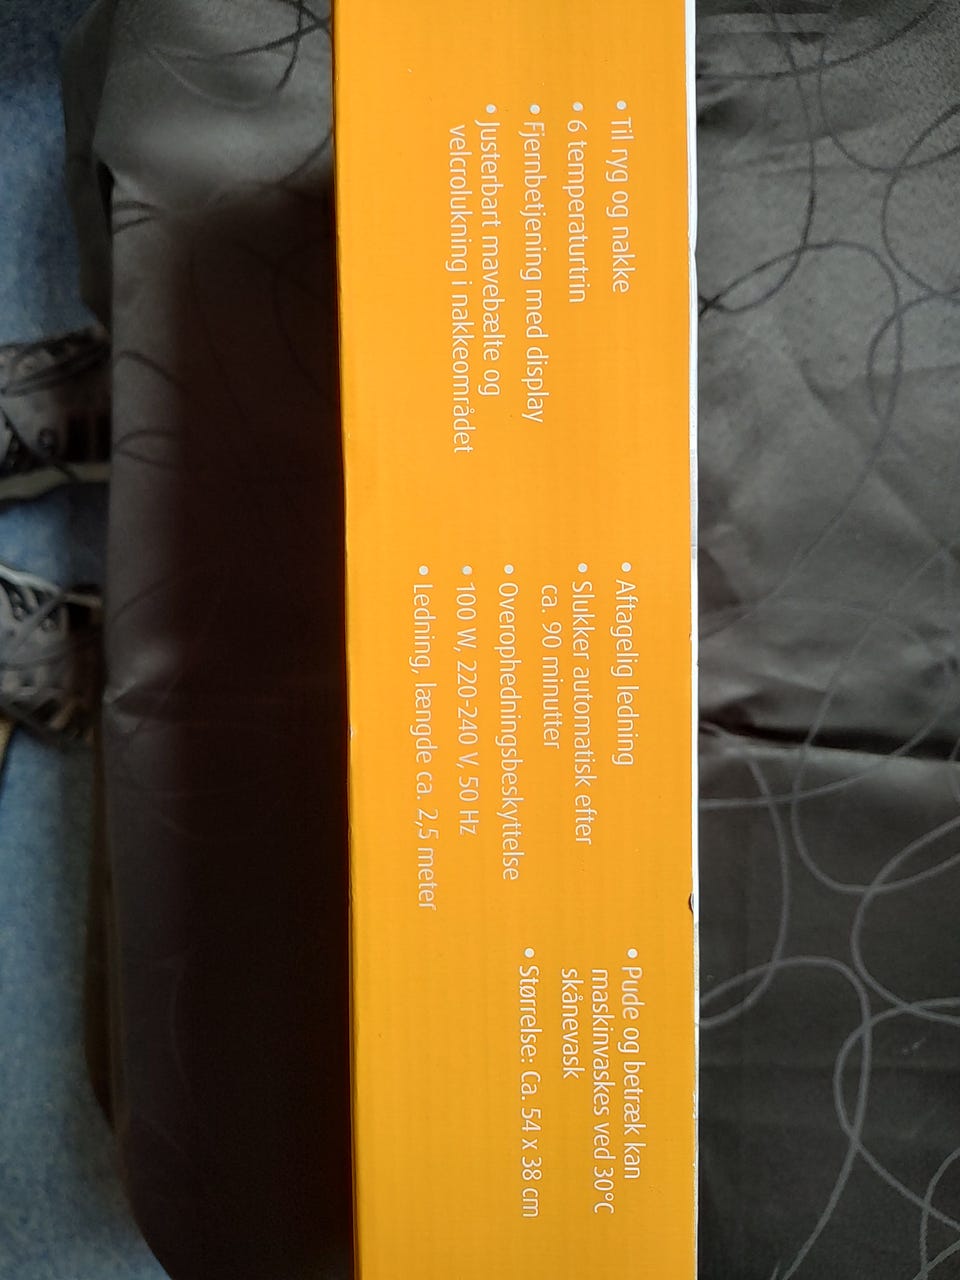 • Til ryg og nakke
• 6 temperaturtrin
• Fjernbetjening med display
• Justerbart mavebælte og
velcrolukning i nakkeområdet
• Aftagelig ledning
• Slukker automatisk efter
ca. 90 minutter
• Overophedningsbeskyttelse
• 100 W, 220-240 V, 50 Hz
• Ledning, længde ca. 2,5 meter
• Pude og betræk kan
maskinvaskes ved 30°C
skånevask
• Størrelse: Ca. 54 x 38 cm